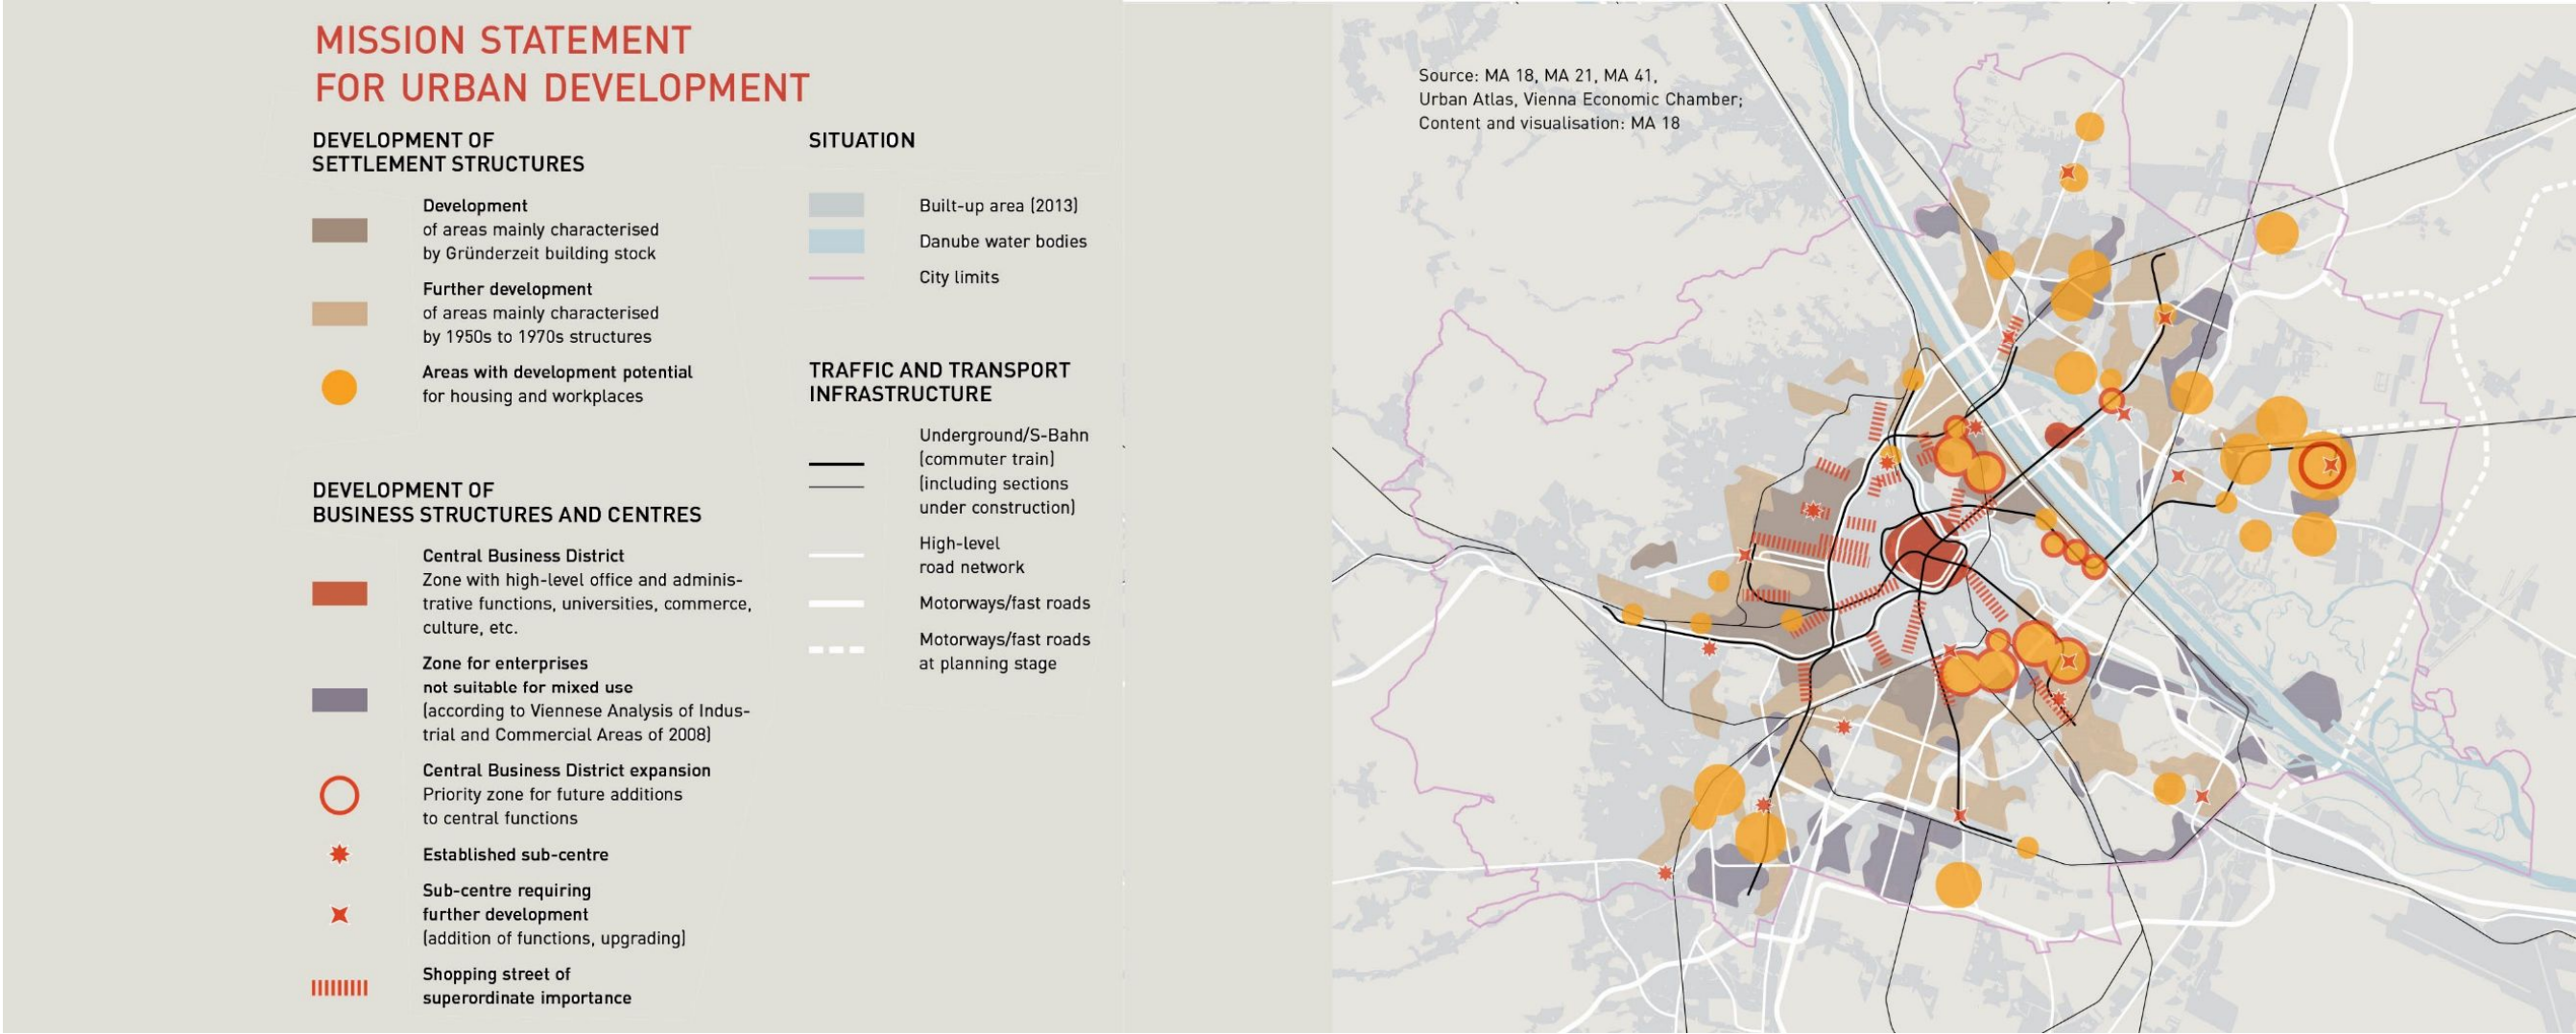 MISSION STATEMENT
FOR URBAN DEVELOPMENT
DEVELOPMENT OF
SETTLEMENT STRUCTURES
Development
of areas mainly characterised
by Gründerzeit building stock
Further development
of areas mainly characterised
by 1950s to 1970s structures
Areas with development potential
for housing and workplaces
DEVELOPMENT OF
BUSINESS STRUCTURES AND CENTRES
Central Business District
Zone with high-level office and adminis-
trative functions, universities, commerce,
culture, etc.
Zone for enterprises
not suitable for mixed use
(according to Viennese Analysis of Indus-
trial and Commercial Areas of 2008)
Central Business District expansion
Priority zone for future additions
to central functions
Established sub-centre
Sub-centre requiring
further development
(addition of functions, upgrading)
Shopping street of
superordinate importance
SITUATION
Built-up area (2013)
Danube water bodies
City limits
TRAFFIC AND TRANSPORT
INFRASTRUCTURE
Underground/S-Bahn
(commuter train)
(including sections
under construction)
High-level
road network
Motorways/fast roads
Motorways/fast roads
at planning stage
Source: MA 18, MA 21, MA 41,
Urban Atlas, Vienna Economic Chamber;
Content and visualisation: MA 18